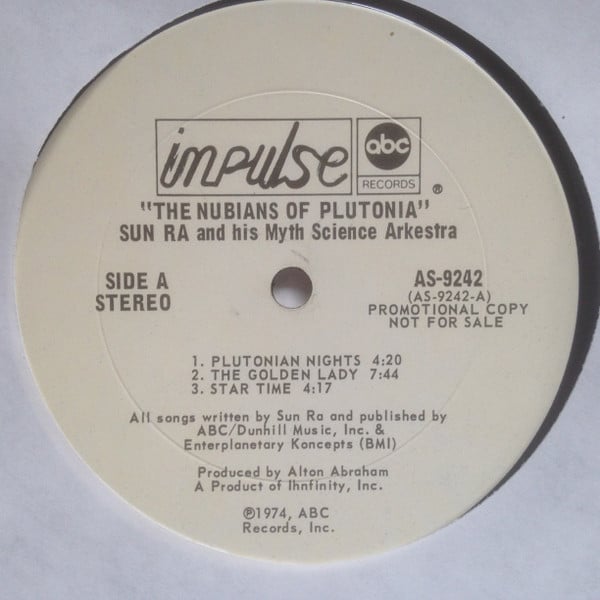 impulse
abc
RECORDS
®
"THE NUBIANS OF PLUTONIA"
SUN RA and his Myth Science Arkestra
SIDE A
STEREO
AS-9242
(AS-9242-A)
PROMOTIONAL COPY
NOT FOR SALE
1. PLUTONIAN NIGHTS 4:20
2. THE GOLDEN LADY 7:44
3. STAR TIME 4:17
All songs written by Sun Ra and published by
ABC/Dunhill Music, Inc. &
Enterplanetary Koncepts (BMI)
Produced by Alton Abraham
A Product of Ihnfinity, Inc.
℗1974, ABC
Records, Inc.